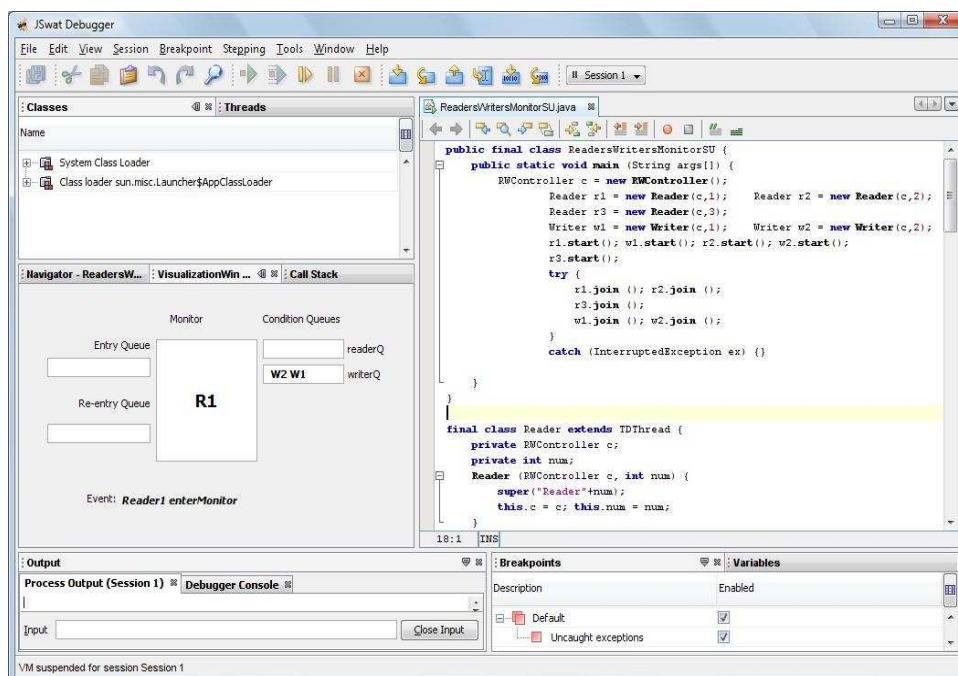 JSwat Debugger
File Edit View Session Breakpoint Stepping Tools Window Help
Session 1
Classes Threads
Name
System Class Loader
Class loader sun.misc.Launcher$AppClassLoader
Navigator - ReadersW... VisualizationWin ... Call Stack
Monitor Condition Queues
Entry Queue readerQ
W2 W1 writerQ
Re-entry Queue R1
Event: Reader1 enterMonitor
ReadersWritersMonitorSU.java
public final class ReadersWritersMonitorSU {
public static void main (String args[]) {
RWController c = new RWController();
Reader r1 = new Reader(c,1); Reader r2 = new Reader(c,2);
Reader r3 = new Reader(c,3);
Writer w1 = new Writer(c,1); Writer w2 = new Writer(c,2);
r1.start(); w1.start(); r2.start(); w2.start();
r3.start();
try {
r1.join (); r2.join ();
r3.join ();
w1.join (); w2.join ();
}
catch (InterruptedException ex) {}
}
}
final class Reader extends TDThread {
private RWController c;
private int num;
Reader (RWController c, int num) {
super("Reader"+num);
this.c = c; this.num = num;
}
18:1 INS
Output
Process Output (Session 1) Debugger Console
Input Close Input
Breakpoints Variables
Description Enabled
Default
Uncaught exceptions
VM suspended for session Session 1